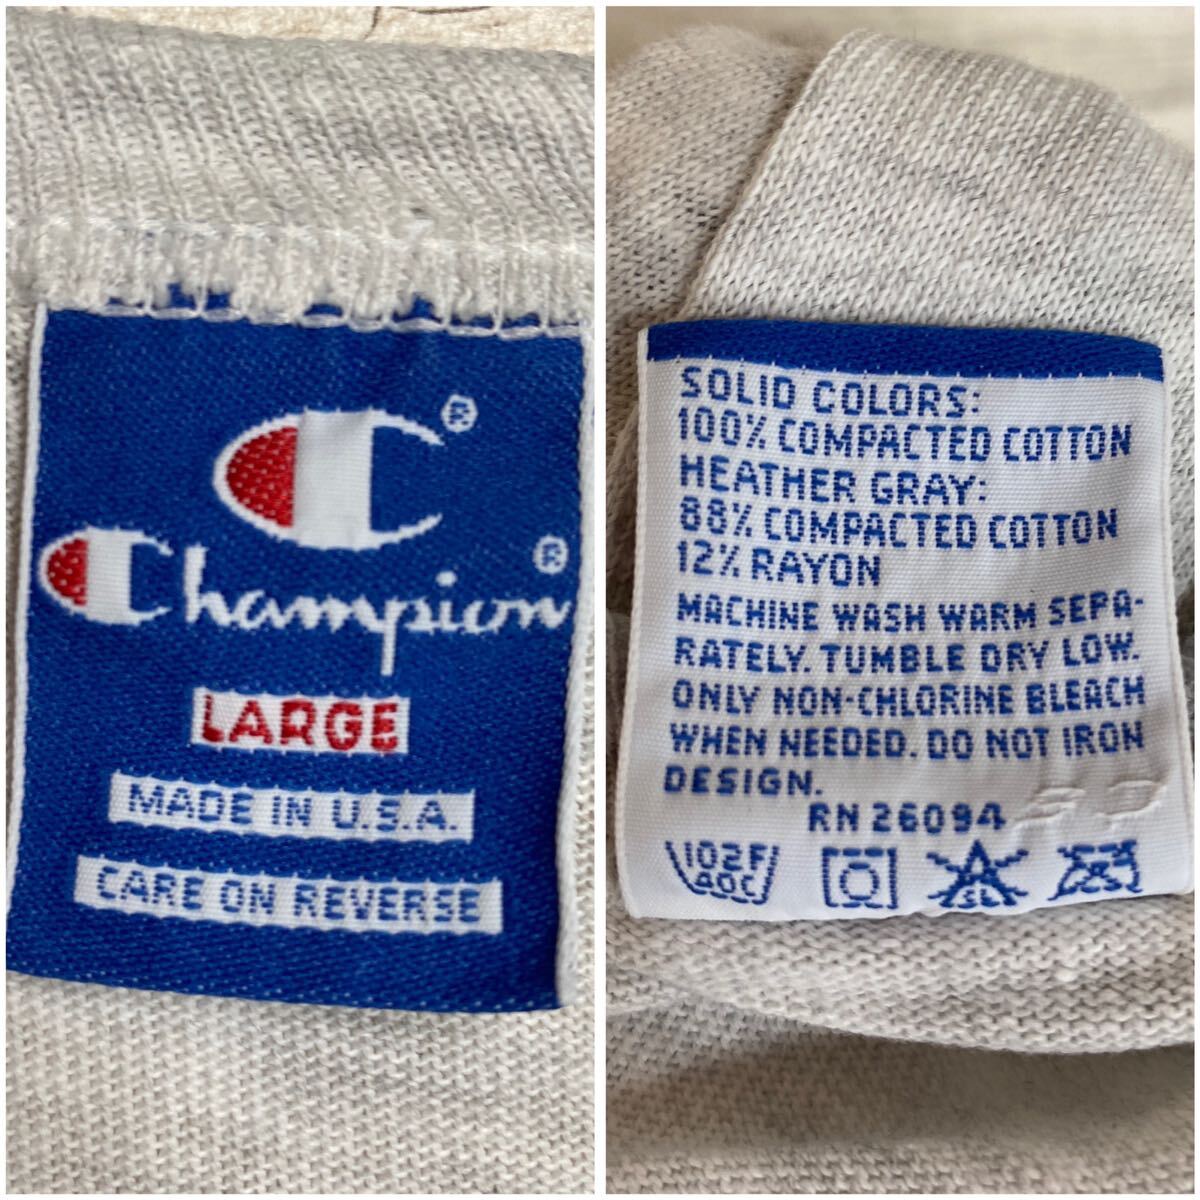 ®
Champion®
LARGE
MADE IN U.S.A.
CARE ON REVERSE
SOLID COLORS:
100% COMPACTED COTTON
HEATHER GRAY:
88% COMPACTED COTTON
12% RAYON
MACHINE WASH WARM SEPA-
RATELY. TUMBLE DRY LOW.
ONLY NON-CHLORINE BLEACH
WHEN NEEDED. DO NOT IRON
DESIGN.
RN 26094
102F
40C
CL